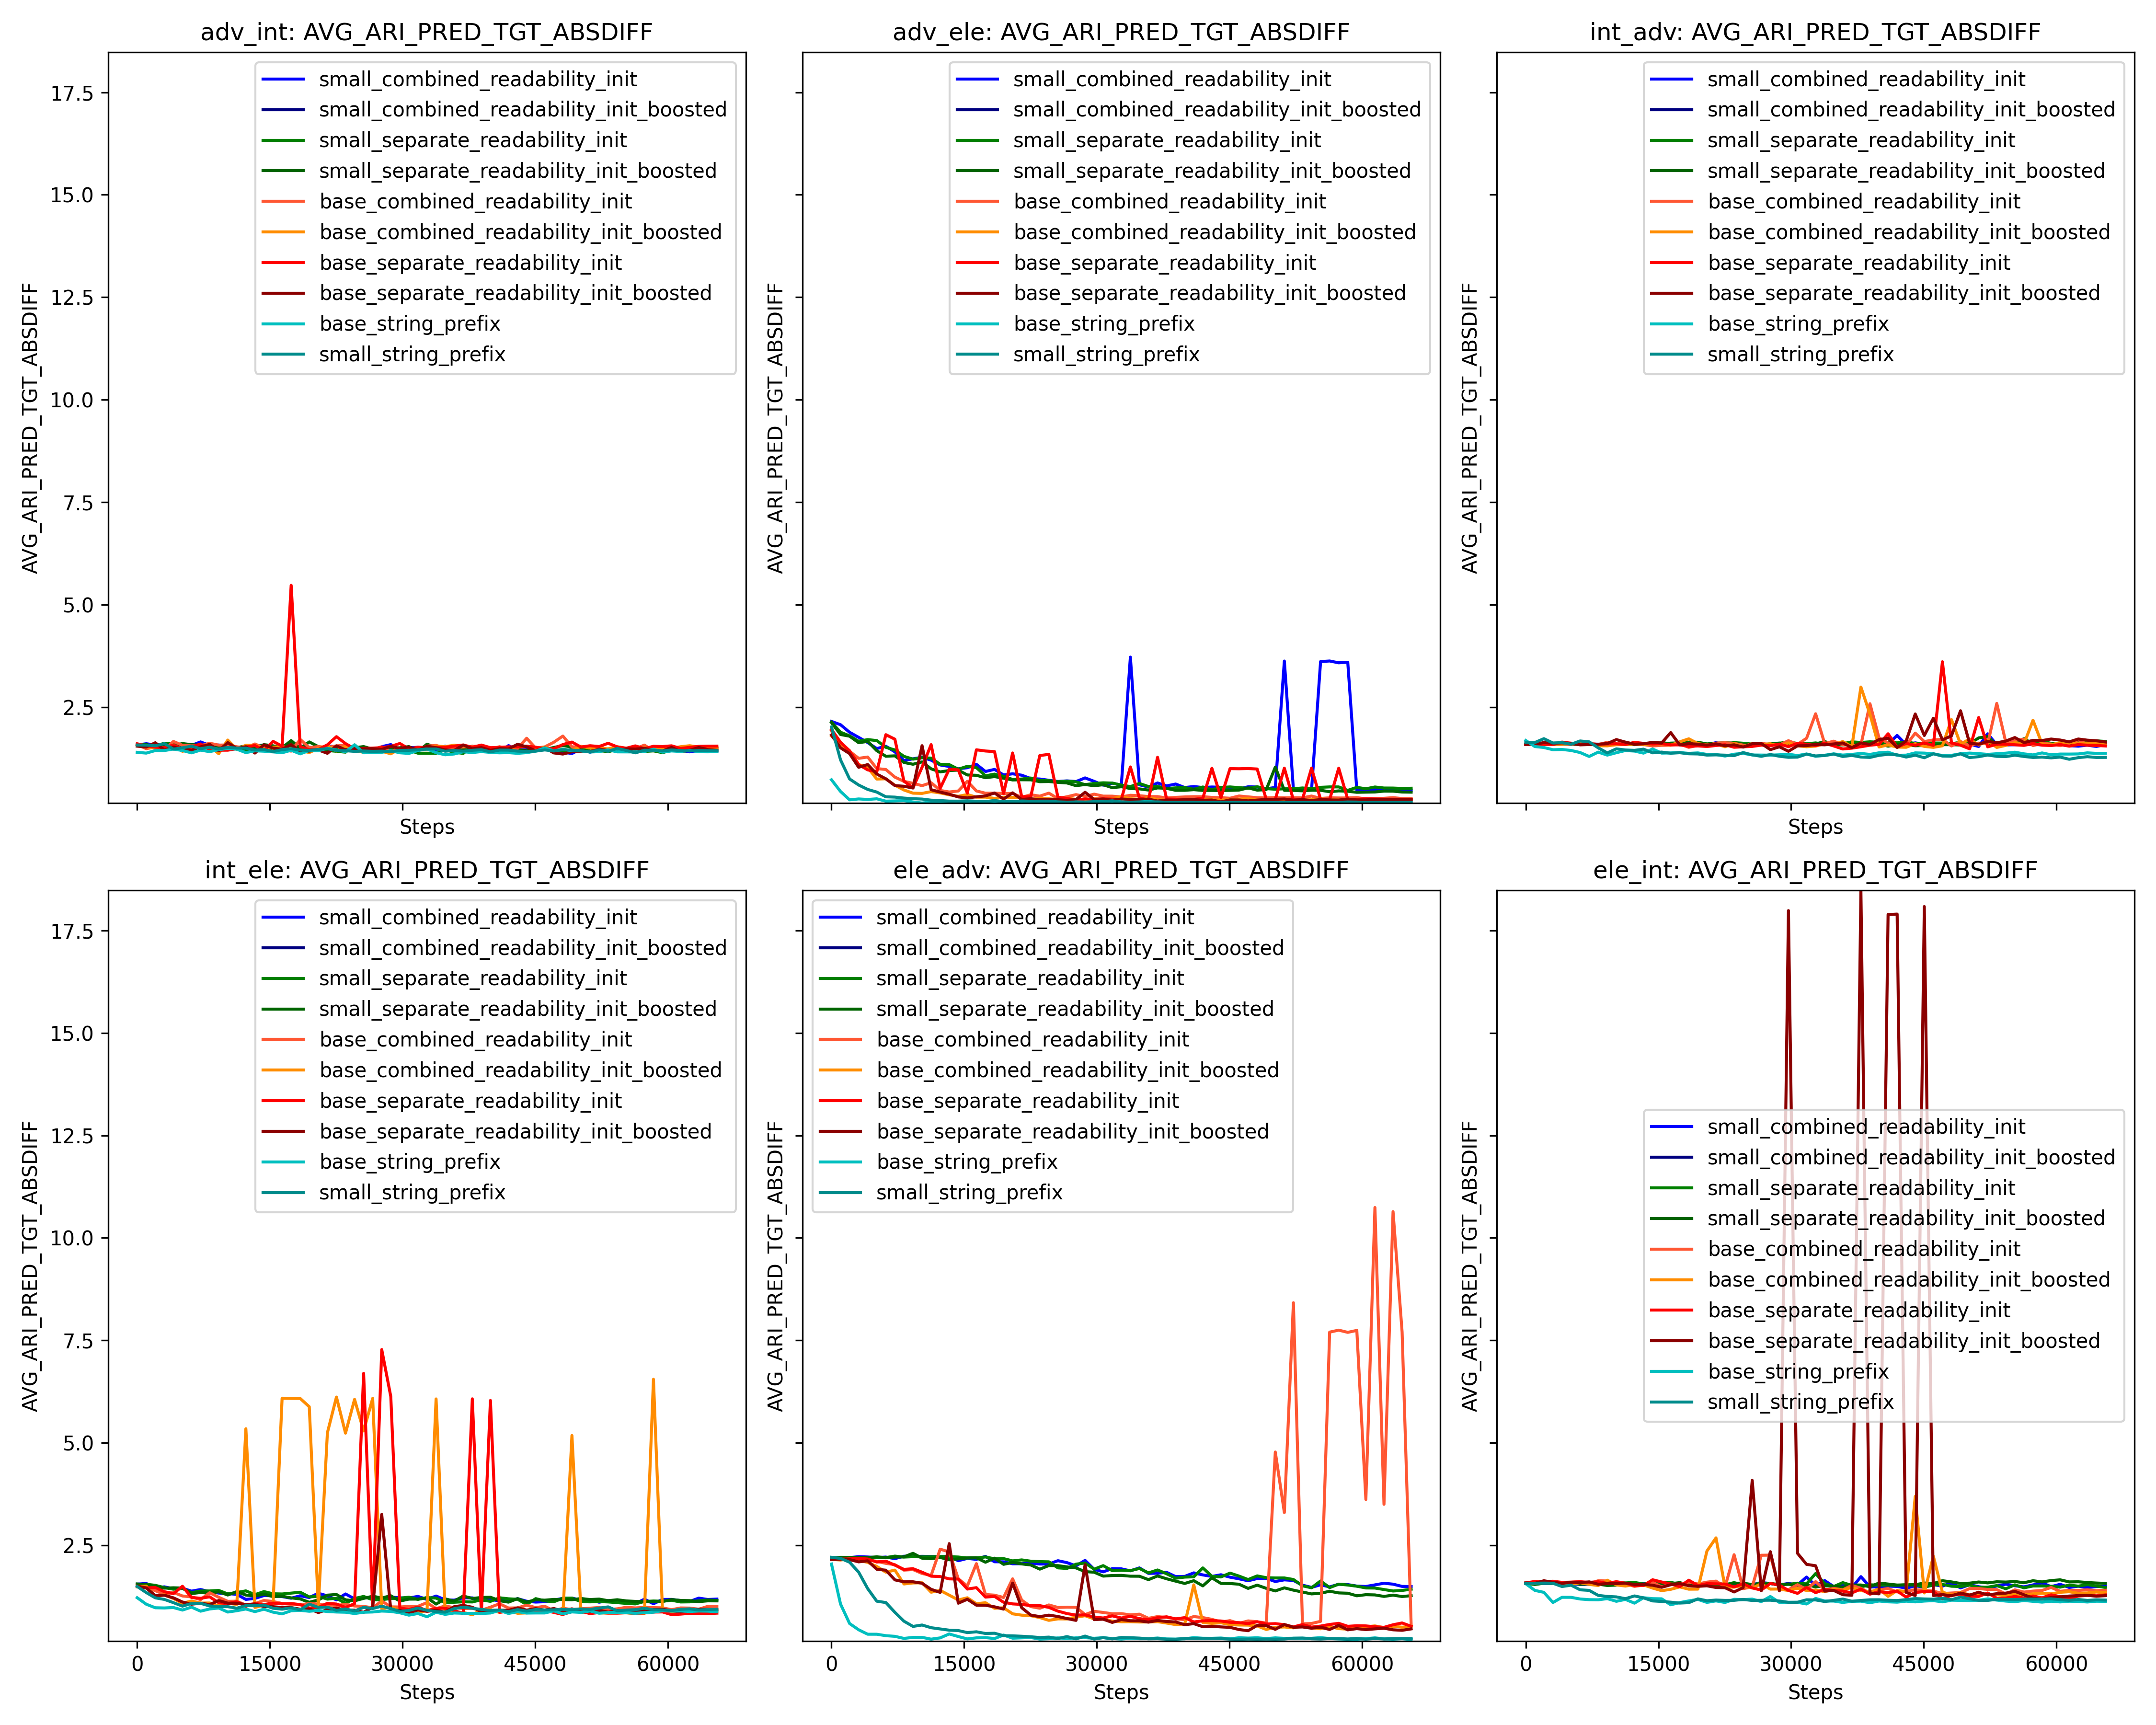 adv_int: AVG_ARI_PRED_TGT_ABSDIFF
AVG_ARI_PRED_TGT_ABSDIFF
17.5
15.0
12.5
10.0
7.5
5.0
2.5
small_combined_readability_init
small_combined_readability_init_boosted
small_separate_readability_init
small_separate_readability_init_boosted
base_combined_readability_init
base_combined_readability_init_boosted
base_separate_readability_init
base_separate_readability_init_boosted
base_string_prefix
small_string_prefix
Steps
adv_ele: AVG_ARI_PRED_TGT_ABSDIFF
AVG_ARI_PRED_TGT_ABSDIFF
small_combined_readability_init
small_combined_readability_init_boosted
small_separate_readability_init
small_separate_readability_init_boosted
base_combined_readability_init
base_combined_readability_init_boosted
base_separate_readability_init
base_separate_readability_init_boosted
base_string_prefix
small_string_prefix
Steps
int_adv: AVG_ARI_PRED_TGT_ABSDIFF
AVG_ARI_PRED_TGT_ABSDIFF
small_combined_readability_init
small_combined_readability_init_boosted
small_separate_readability_init
small_separate_readability_init_boosted
base_combined_readability_init
base_combined_readability_init_boosted
base_separate_readability_init
base_separate_readability_init_boosted
base_string_prefix
small_string_prefix
Steps
int_ele: AVG_ARI_PRED_TGT_ABSDIFF
AVG_ARI_PRED_TGT_ABSDIFF
17.5
15.0
12.5
10.0
7.5
5.0
2.5
small_combined_readability_init
small_combined_readability_init_boosted
small_separate_readability_init
small_separate_readability_init_boosted
base_combined_readability_init
base_combined_readability_init_boosted
base_separate_readability_init
base_separate_readability_init_boosted
base_string_prefix
small_string_prefix
0 15000 30000 45000 60000
Steps
ele_adv: AVG_ARI_PRED_TGT_ABSDIFF
AVG_ARI_PRED_TGT_ABSDIFF
small_combined_readability_init
small_combined_readability_init_boosted
small_separate_readability_init
small_separate_readability_init_boosted
base_combined_readability_init
base_combined_readability_init_boosted
base_separate_readability_init
base_separate_readability_init_boosted
base_string_prefix
small_string_prefix
0 15000 30000 45000 60000
Steps
ele_int: AVG_ARI_PRED_TGT_ABSDIFF
AVG_ARI_PRED_TGT_ABSDIFF
small_combined_readability_init
small_combined_readability_init_boosted
small_separate_readability_init
small_separate_readability_init_boosted
base_combined_readability_init
base_combined_readability_init_boosted
base_separate_readability_init
base_separate_readability_init_boosted
base_string_prefix
small_string_prefix
0 15000 30000 45000 60000
Steps